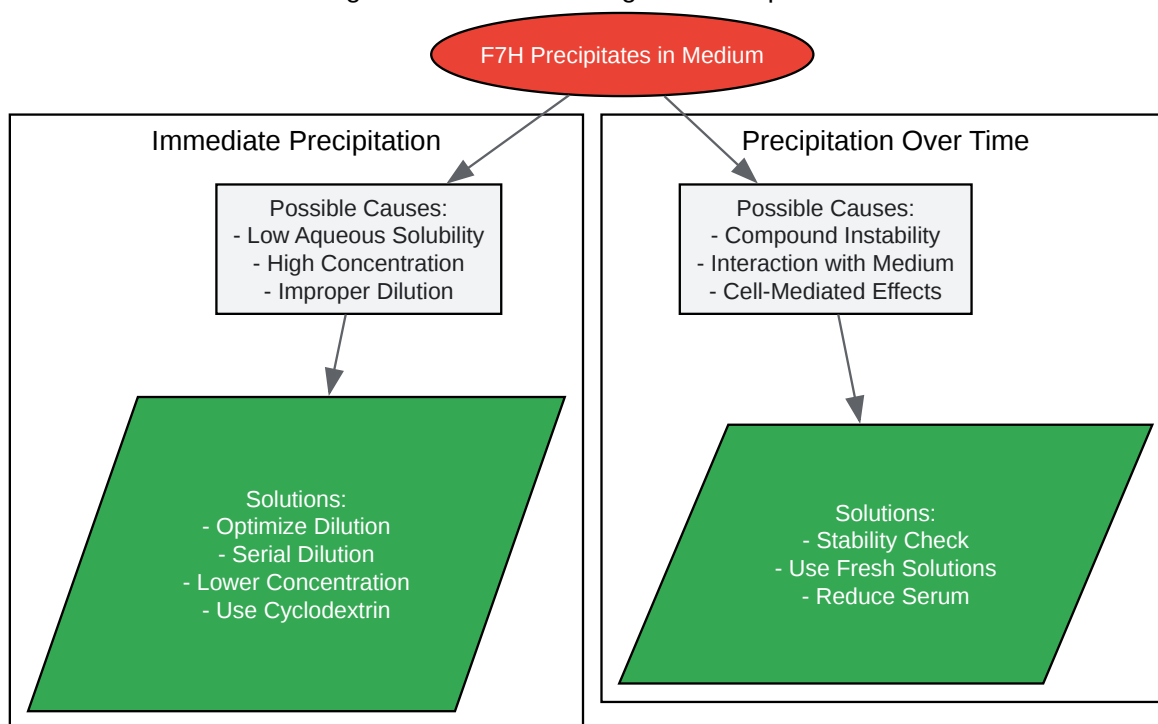 F7H Precipitates in Medium
Immediate Precipitation
Possible Causes:
- Low Aqueous Solubility
- High Concentration
- Improper Dilution
Solutions:
- Optimize Dilution
- Serial Dilution
- Lower Concentration
- Use Cyclodextrin
Precipitation Over Time
Possible Causes:
- Compound Instability
- Interaction with Medium
- Cell-Mediated Effects
Solutions:
- Stability Check
- Use Fresh Solutions
- Reduce Serum